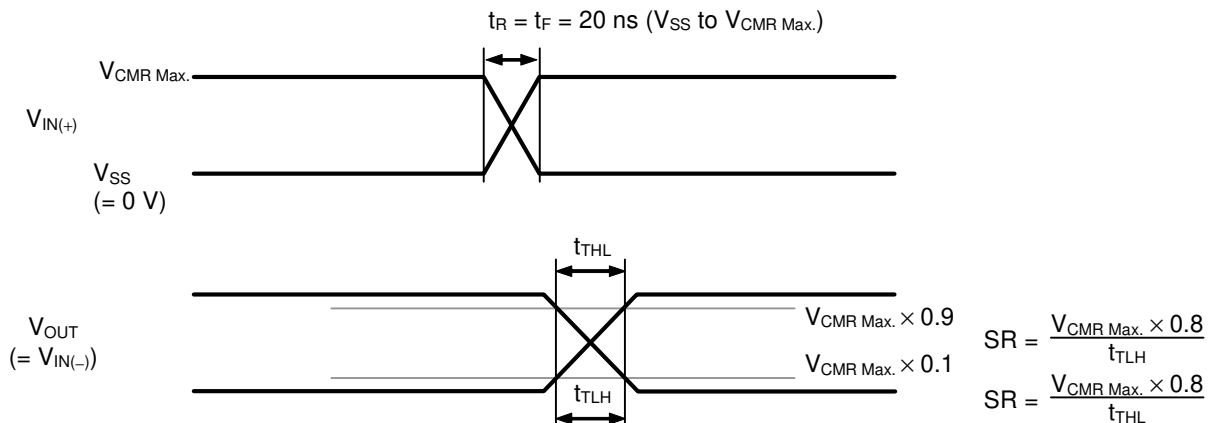 tR = tF = 20 ns (VSS to VCMR Max.)
VCMR Max.
VIN(+)
VSS
(= 0 V)
tTHL
VOUT
(= VIN(−))
VCMR Max. × 0.9
VCMR Max. × 0.1
tTLH
SR = VCMR Max. × 0.8
tTLH
SR = VCMR Max. × 0.8
tTHL